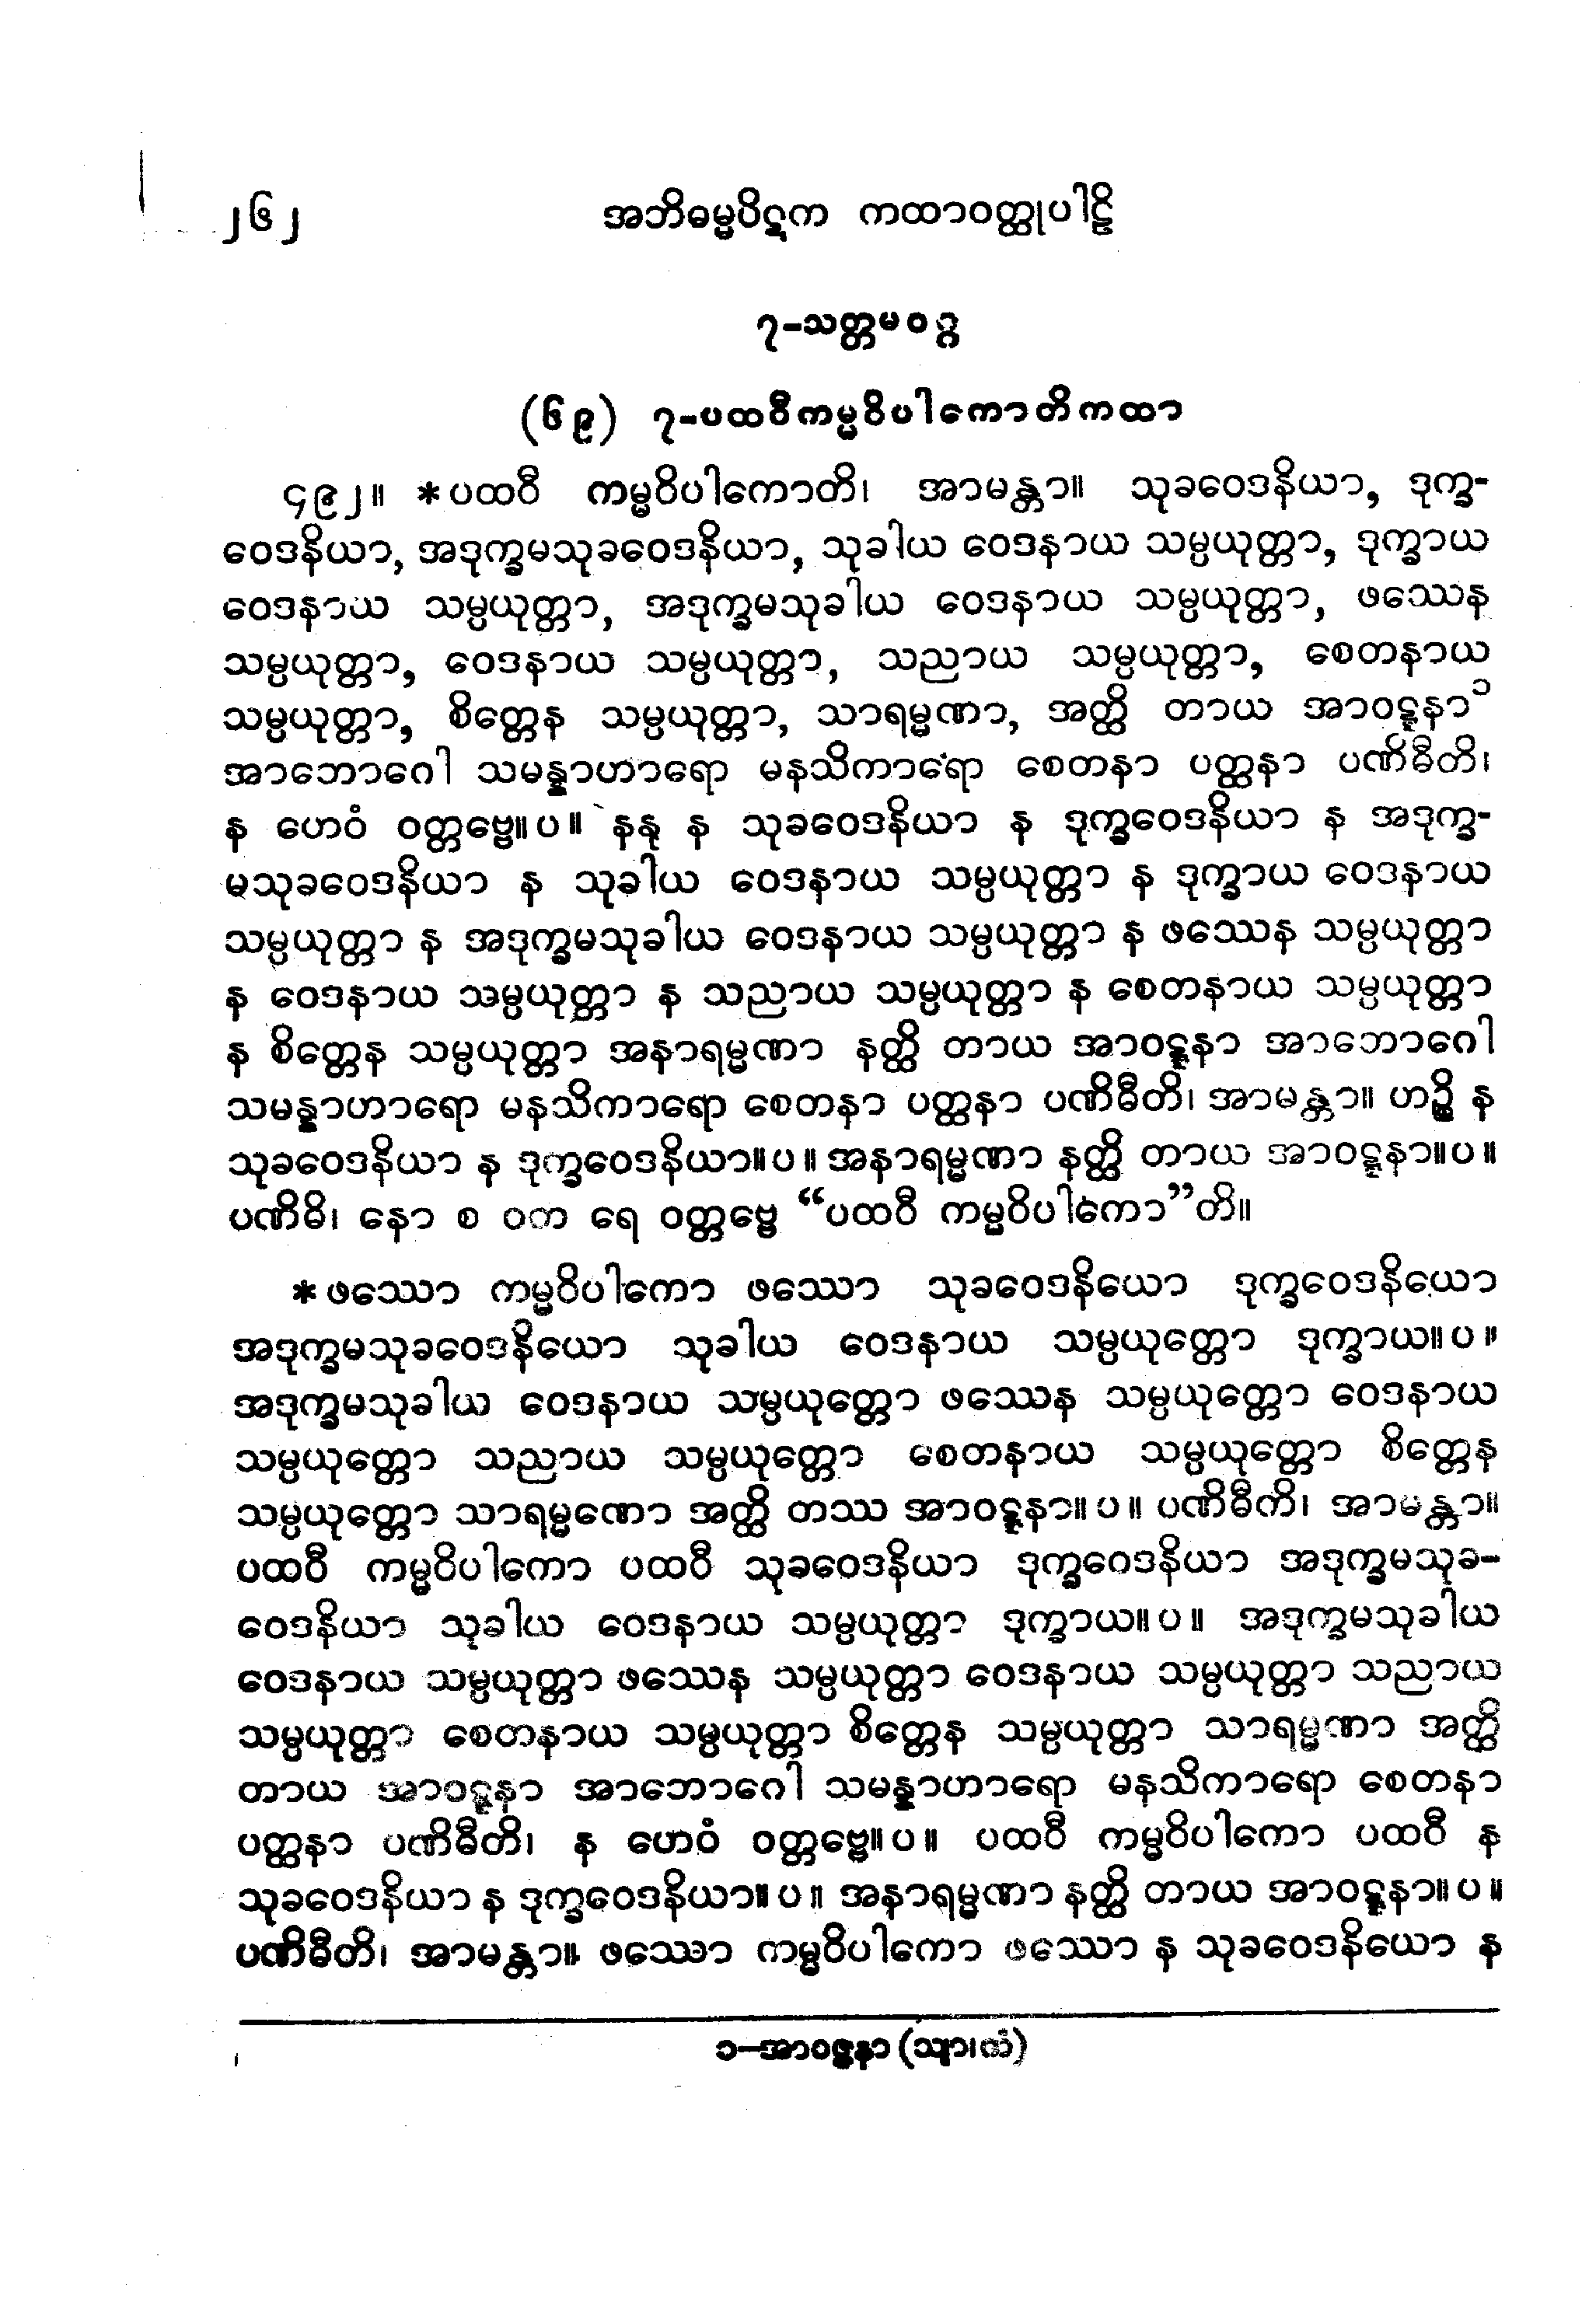 ၂၆၂ အဘိဓမ္မပိဋက ကထာဝတ္ထုပါဠိ
၇-သတ္တမဝဂ္ဂ
(၆၉) ၇-ပထဝီကမ္မဝိပါကောတိကထာ
၄၉၂။ *ပထဝီ ကမ္မဝိပါကောတိ၊ အာမန္တာ။ သုခဝေဒနိယာ, ဒုက္ခ-
ဝေဒနိယာ, အဒုက္ခမသုခဝေဒနိယာ, သုခါယ ဝေဒနာယ သမ္ပယုတ္တာ, ဒုက္ခာယ
ဝေဒနာယ သမ္ပယုတ္တာ, အဒုက္ခမသုခါယ ဝေဒနာယ သမ္ပယုတ္တာ, ဖဿေန
သမ္ပယုတ္တာ, ဝေဒနာယ သမ္ပယုတ္တာ, သညာယ သမ္ပယုတ္တာ, စေတနာယ
သမ္ပယုတ္တာ, စိတ္တေန သမ္ပယုတ္တာ, သာရမ္မဏာ, အတ္ထိ တာယ အာဝဋ္ဋနာ ၁
အာဘောဂေါ သမန္နာဟာရော မနသိကာရော စေတနာ ပတ္ထနာ ပဏိဓီတိ၊
န ဟေဝံ ဝတ္တဗ္ဗေ။ပ။ နနု န သုခဝေဒနိယာ န ဒုက္ခဝေဒနိယာ န အဒုက္ခ-
မသုခဝေဒနိယာ န သုခါယ ဝေဒနာယ သမ္ပယုတ္တာ န ဒုက္ခာယ ဝေဒနာယ
သမ္ပယုတ္တာ န အဒုက္ခမသုခါယ ဝေဒနာယ သမ္ပယုတ္တာ န ဖဿေန သမ္ပယုတ္တာ
န ဝေဒနာယ သမ္ပယုတ္တာ န သညာယ သမ္ပယုတ္တာ န စေတနာယ သမ္ပယုတ္တာ
န စိတ္တေန သမ္ပယုတ္တာ အနာရမ္မဏာ နတ္ထိ တာယ အာဝဋ္ဋနာ အာဘောဂေါ
သမန္နာဟာရော မနသိကာရော စေတနာ ပတ္ထနာ ပဏိဓီတိ၊ အာမန္တာ။ ဟဉ္စိ န
သုခဝေဒနိယာ န ဒုက္ခဝေဒနိယာ။ပ။ အနာရမ္မဏာ နတ္ထိ တာယ အာဝဋ္ဋနာ။ပ။
ပဏိဓိ၊ နော စ ဝတ ရေ ဝတ္တဗ္ဗေ “ပထဝီ ကမ္မဝိပါကော”တိ။
*ဖဿော ကမ္မဝိပါကော ဖဿော သုခဝေဒနိယော ဒုက္ခဝေဒနိယော
အဒုက္ခမသုခဝေဒနိယော သုခါယ ဝေဒနာယ သမ္ပယုတ္တော ဒုက္ခာယ။ပ။
အဒုက္ခမသုခါယ ဝေဒနာယ သမ္ပယုတ္တော ဖဿေန သမ္ပယုတ္တော ဝေဒနာယ
သမ္ပယုတ္တော သညာယ သမ္ပယုတ္တော စေတနာယ သမ္ပယုတ္တော စိတ္တေန
သမ္ပယုတ္တော သာရမ္မဏော အတ္ထိ တဿ အာဝဋ္ဋနာ။ပ။ ပဏိဓီတိ၊ အာမန္တာ။
ပထဝီ ကမ္မဝိပါကော ပထဝီ သုခဝေဒနိယာ ဒုက္ခဝေဒနိယာ အဒုက္ခမသုခ-
ဝေဒနိယာ သုခါယ ဝေဒနာယ သမ္ပယုတ္တာ ဒုက္ခာယ။ပ။ အဒုက္ခမသုခါယ
ဝေဒနာယ သမ္ပယုတ္တာ ဖဿေန သမ္ပယုတ္တာ ဝေဒနာယ သမ္ပယုတ္တာ သညာယ
သမ္ပယုတ္တာ စေတနာယ သမ္ပယုတ္တာ စိတ္တေန သမ္ပယုတ္တာ သာရမ္မဏာ အတ္ထိ
တာယ အာဝဋ္ဋနာ အာဘောဂေါ သမန္နာဟာရော မနသိကာရော စေတနာ
ပတ္ထနာ ပဏိဓီတိ၊ န ဟေဝံ ဝတ္တဗ္ဗေ။ပ။ ပထဝီ ကမ္မဝိပါကော ပထဝီ န
သုခဝေဒနိယာ န ဒုက္ခဝေဒနိယာ။ပ။ အနာရမ္မဏာ နတ္ထိ တာယ အာဝဋ္ဋနာ။ပ။
ပဏိဓီတိ၊ အာမန္တာ။ ဖဿော ကမ္မဝိပါကော ဖဿော န သုခဝေဒနိယော န
၁-အာဝဇ္ဇနာ (သျာ၊ကံ)